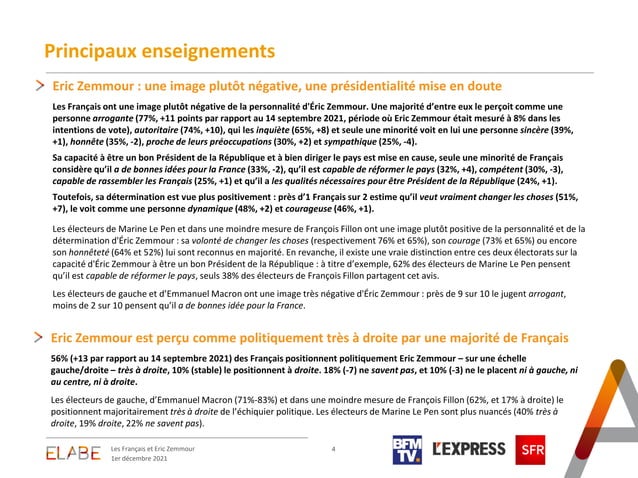 Principaux enseignements
Eric Zemmour : une image plutôt négative, une présidentialité mise en doute
Les Français ont une image plutôt négative de la personnalité d'Éric Zemmour. Une majorité d'entre eux le perçoit comme une
personne arrogante (77%, +11 points par rapport au 14 septembre 2021, période où Eric Zemmour était mesuré à 8% dans les
intentions de vote), autoritaire (74%, +10), qui les inquiète (65%, +8) et seule une minorité voit en lui une personne sincère (39%,
+1), honnête (35%, -2), proche de leurs préoccupations (30%, +2) et sympathique (25%, -4).
Sa capacité à être un bon Président de la République et à bien diriger le pays est mise en cause, seule une minorité de Français
considère qu'il a de bonnes idées pour la France (33%, -2), qu'il est capable de réformer le pays (32%, +4), compétent (30%, -3),
capable de rassembler les Français (25%, +1) et qu'il a les qualités nécessaires pour être Président de la République (24%, +1).
Toutefois, sa détermination est vue plus positivement : près d'1 Français sur 2 estime qu'il veut vraiment changer les choses (51%,
+7), le voit comme une personne dynamique (48%, +2) et courageuse (46%, +1).
Les électeurs de Marine Le Pen et dans une moindre mesure de François Fillon ont une image plutôt positive de la personnalité et de la
détermination d'Éric Zemmour : sa volonté de changer les choses (respectivement 76% et 65%), son courage (73% et 65%) ou encore
son honnêteté (64% et 52%) lui sont reconnus en majorité. En revanche, il existe une vraie distinction entre ces deux électorats sur la
capacité d'Éric Zemmour à être un bon Président de la République : à titre d'exemple, 62% des électeurs de Marine Le Pen pensent
qu'il est capable de réformer le pays, seuls 38% des électeurs de François Fillon partagent cet avis.
Les électeurs de gauche et d'Emmanuel Macron ont une image très négative d'Éric Zemmour : près de 9 sur 10 le jugent arrogant,
moins de 2 sur 10 pensent qu'il a de bonnes idée pour la France.
Eric Zemmour est perçu comme politiquement très à droite par une majorité de Français
56% (+13 par rapport au 14 septembre 2021) des Français positionnent politiquement Eric Zemmour – sur une échelle
gauche/droite – très à droite, 10% (stable) le positionnent à droite. 18% (-7) ne savent pas, et 10% (-3) ne le placent ni à gauche, ni
au centre, ni à droite.
Les électeurs de gauche, d'Emmanuel Macron (71%-83%) et dans une moindre mesure de François Fillon (62%, et 17% à droite) le
positionnent majoritairement très à droite de l'échiquier politique. Les électeurs de Marine Le Pen sont plus nuancés (40% très à
droite, 19% droite, 22% ne savent pas).
ELABE
Les Français et Eric Zemmour
1er décembre 2021
4
BFM
TV.
L'EXPRESS
SFR